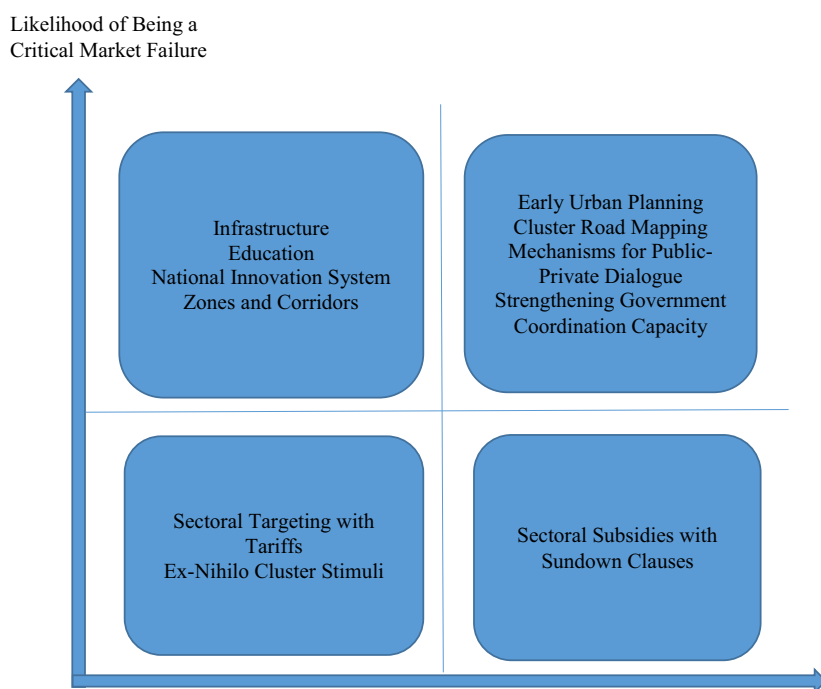 Likelihood of Being a
Critical Market Failure
Infrastructure
Education
National Innovation System
Zones and Corridors
Early Urban Planning
Cluster Road Mapping
Mechanisms for Public-
Private Dialogue
Strengthening Government
Coordination Capacity
Sectoral Targeting with
Tariffs
Ex-Nihilo Cluster Stimuli
Sectoral Subsidies with
Sundown Clauses